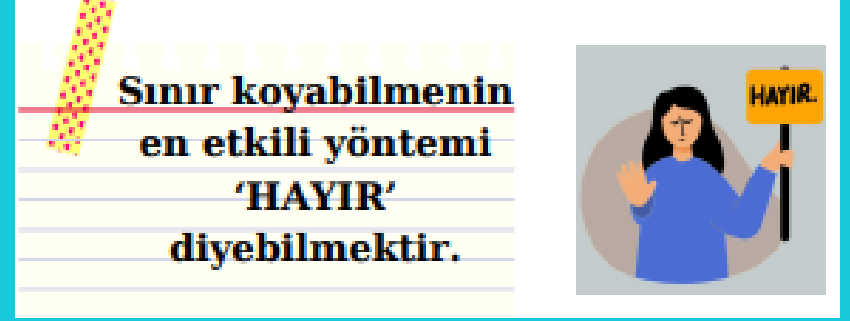 Sınır koyabilmenin
en etkili yöntemi
‘HAYIR’
diyebilmektir.
HAYIR.